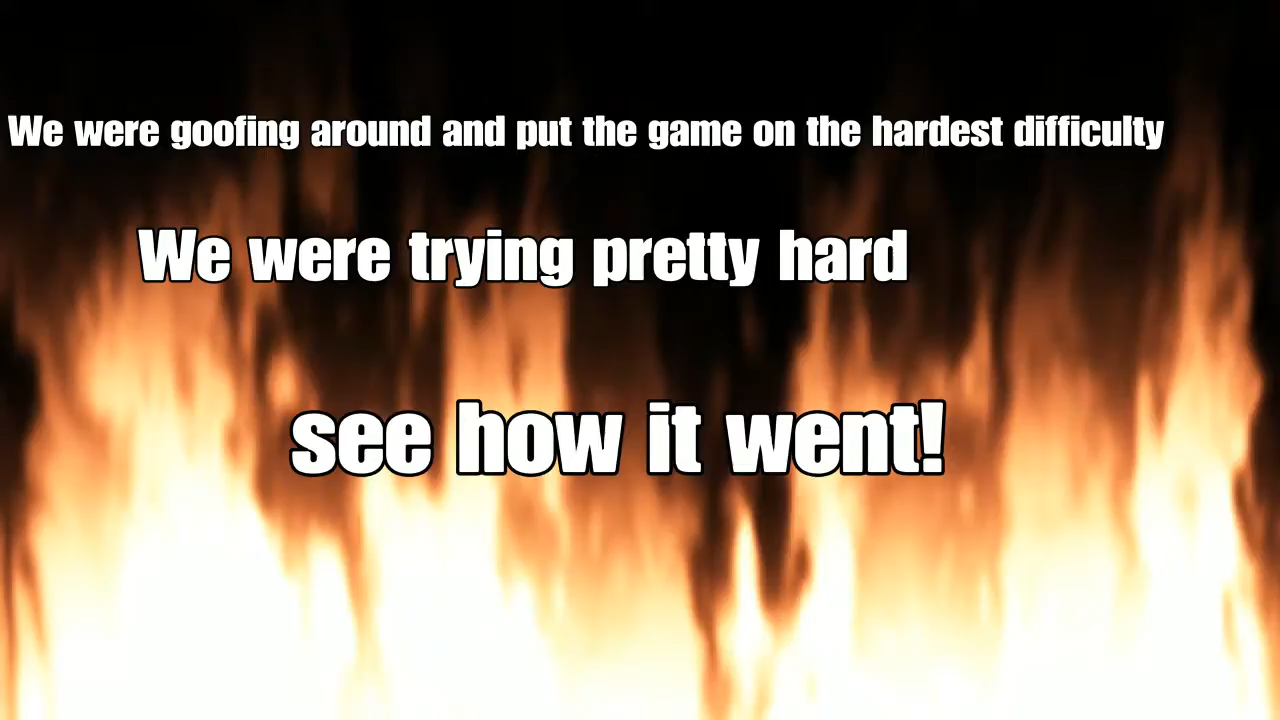 We were goofing around and put the game on the hardest difficulty
We were trying pretty hard
see how it went!